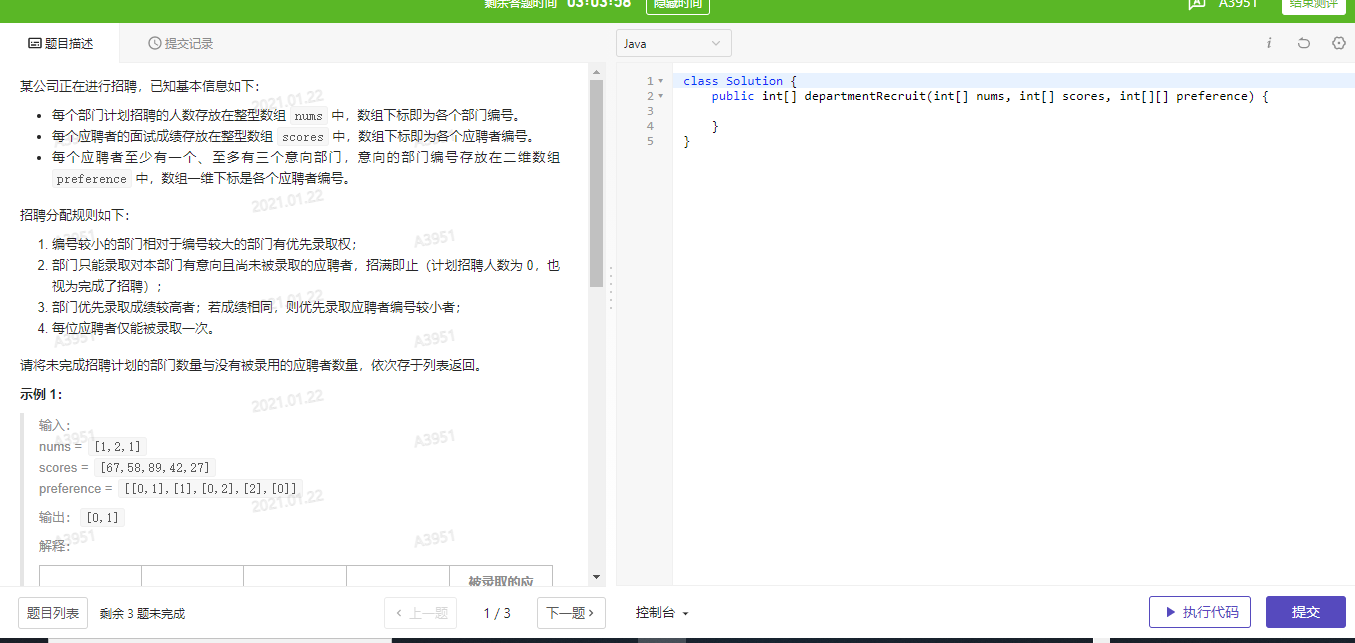 剩余答题时间 03:03:58 隐藏时间 A3951 结束测评
题目描述 提交记录 Java
某公司正在进行招聘，已知基本信息如下：
每个部门计划招聘的人数存放在整型数组 nums 中，数组下标即为各个部门编号。
每个应聘者的面试成绩存放在整型数组 scores 中，数组下标即为各个应聘者编号。
每个应聘者至少有一个、至多有三个意向部门，意向的部门编号存放在二维数组
preference 中，数组一维下标是各个应聘者编号。
招聘分配规则如下：
1. 编号较小的部门相对于编号较大的部门有优先录取权；
2. 部门只能录取对本部门有意向且尚未被录取的应聘者，招满即止（计划招聘人数为 0，也
视为完成了招聘）；
3. 部门优先录取成绩较高者；若成绩相同，则优先录取应聘者编号较小者；
4. 每位应聘者仅能被录取一次。
请将未完成招聘计划的部门数量与没有被录用的应聘者数量，依次存于列表返回。
示例 1：
输入：
nums = [1,2,1]
scores = [67,58,89,42,27]
preference = [[0,1],[1],[0,2],[2],[0]]
输出： [0,1]
解释：
被录取的应
1 class Solution {
2 public int[] departmentRecruit(int[] nums, int[] scores, int[][] preference) {
3
4 }
5 }
2021.01.22
A3951
2021.01.22
A3951
2021.01.22
A3951
A3951
2021.01.22
A3951
A3951
2021.01.22
A3951
A3951
题目列表 剩余 3 题未完成 上一题 1 / 3 下一题 控制台 执行代码 提交